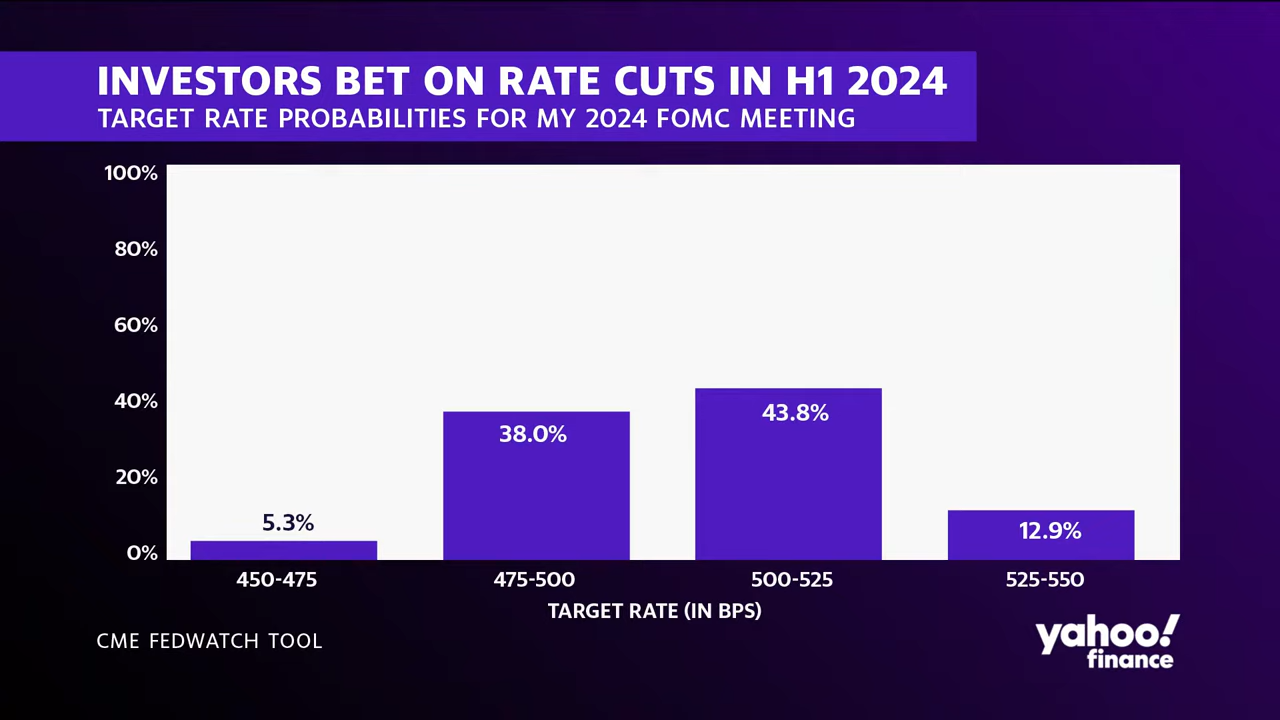 INVESTORS BET ON RATE CUTS IN H1 2024
TARGET RATE PROBABILITIES FOR MY 2024 FOMC MEETING
100%
80%
60%
40%
20%
0%
5.3%
38.0%
43.8%
12.9%
450-475
475-500
500-525
525-550
TARGET RATE (IN BPS)
CME FEDWATCH TOOL
yahoo!
finance